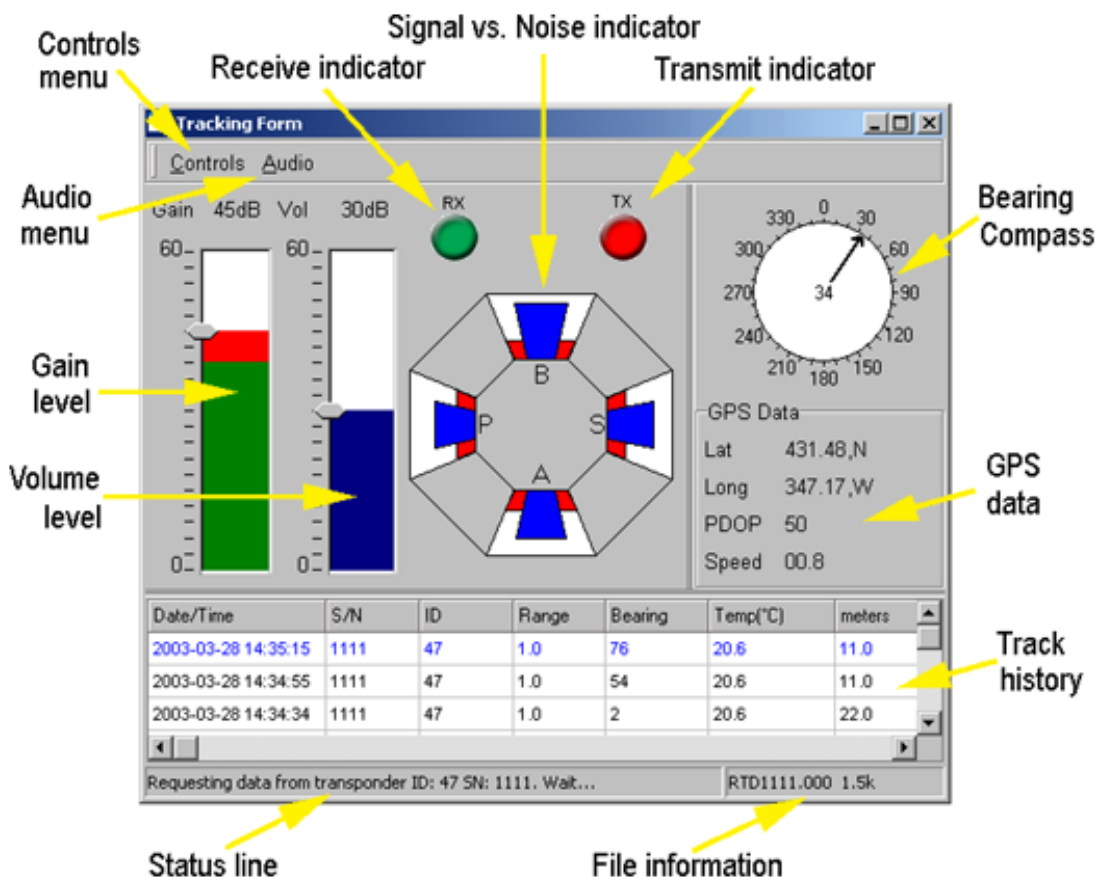 Signal vs. Noise indicator
Controls
menu
Receive indicator
Transmit indicator
Tracking Form
Controls Audio
Audio
menu
Gain 45dB Vol 30dB
RX
TX
60
60
0
0
Gain
level
Volume
level
B
P
S
A
0
30
60
90
120
150
180
210
240
270
300
330
34
Bearing
Compass
GPS Data
Lat 431.48,N
Long 347.17,W
PDOP 50
Speed 00.8
GPS
data
Date/Time S/N ID Range Bearing Temp(°C) meters
2003-03-28 14:35:15 1111 47 1.0 76 20.6 11.0
2003-03-28 14:34:55 1111 47 1.0 54 20.6 11.0
2003-03-28 14:34:34 1111 47 1.0 2 20.6 22.0
Track
history
Requesting data from transponder ID: 47 SN: 1111. Wait...
RTD1111.000 1.5k
Status line
File information